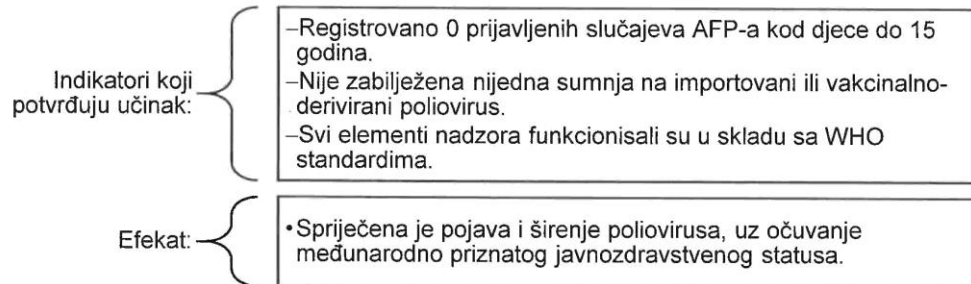 Indikatori koji
potvrđuju učinak:
–Registrovano 0 prijavljenih slučajeva AFP-a kod djece do 15
godina.
–Nije zabilježena nijedna sumnja na importovani ili vakcinalno-
derivirani poliovirus.
–Svi elementi nadzora funkcionisali su u skladu sa WHO
standardima.
Efekat:
•Spriječena je pojava i širenje poliovirusa, uz očuvanje
međunarodno priznatog javnozdravstvenog statusa.